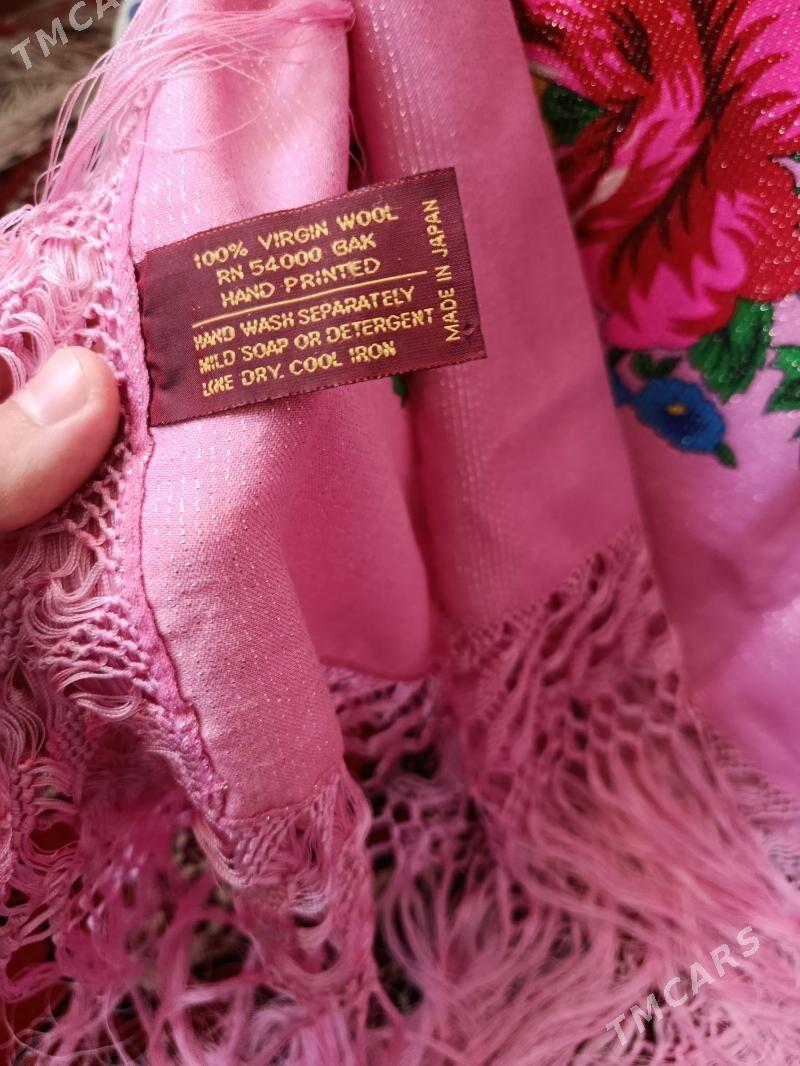 TMCARS
100% VIRGIN WOOL
RN 54000 BAK
HAND PRINTED
HAND WASH SEPARATELY
MILD SOAP OR DETERGENT
LINE DRY. COOL IRON
MADE IN JAPAN
TMCARS